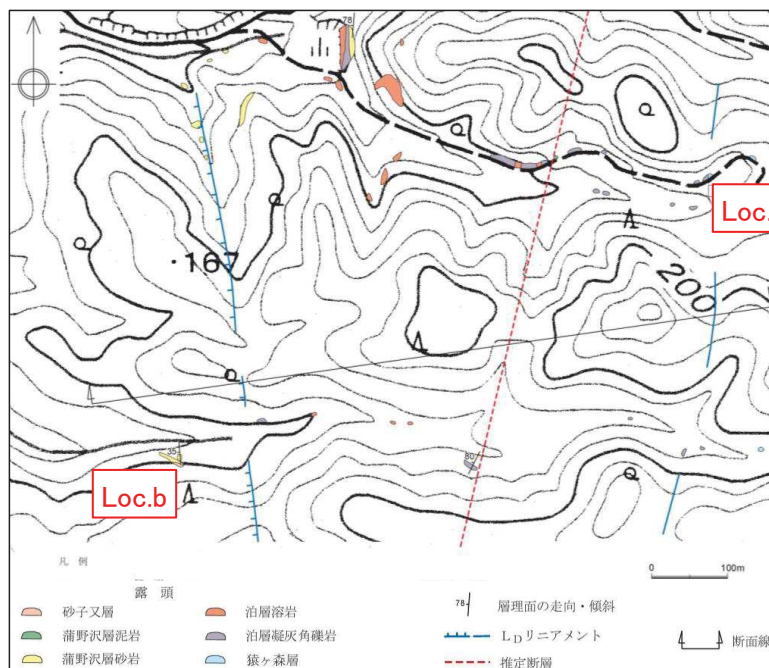 78
・167
200
Loc.
35
80
Loc.b
凡 例
0 100m
露 頭
砂子又層
蒲野沢層泥岩
蒲野沢層砂岩
泊層溶岩
泊層凝灰角礫岩
猿ヶ森層
78 層理面の走向・傾斜
LDリニアメント
推定断層
断面線